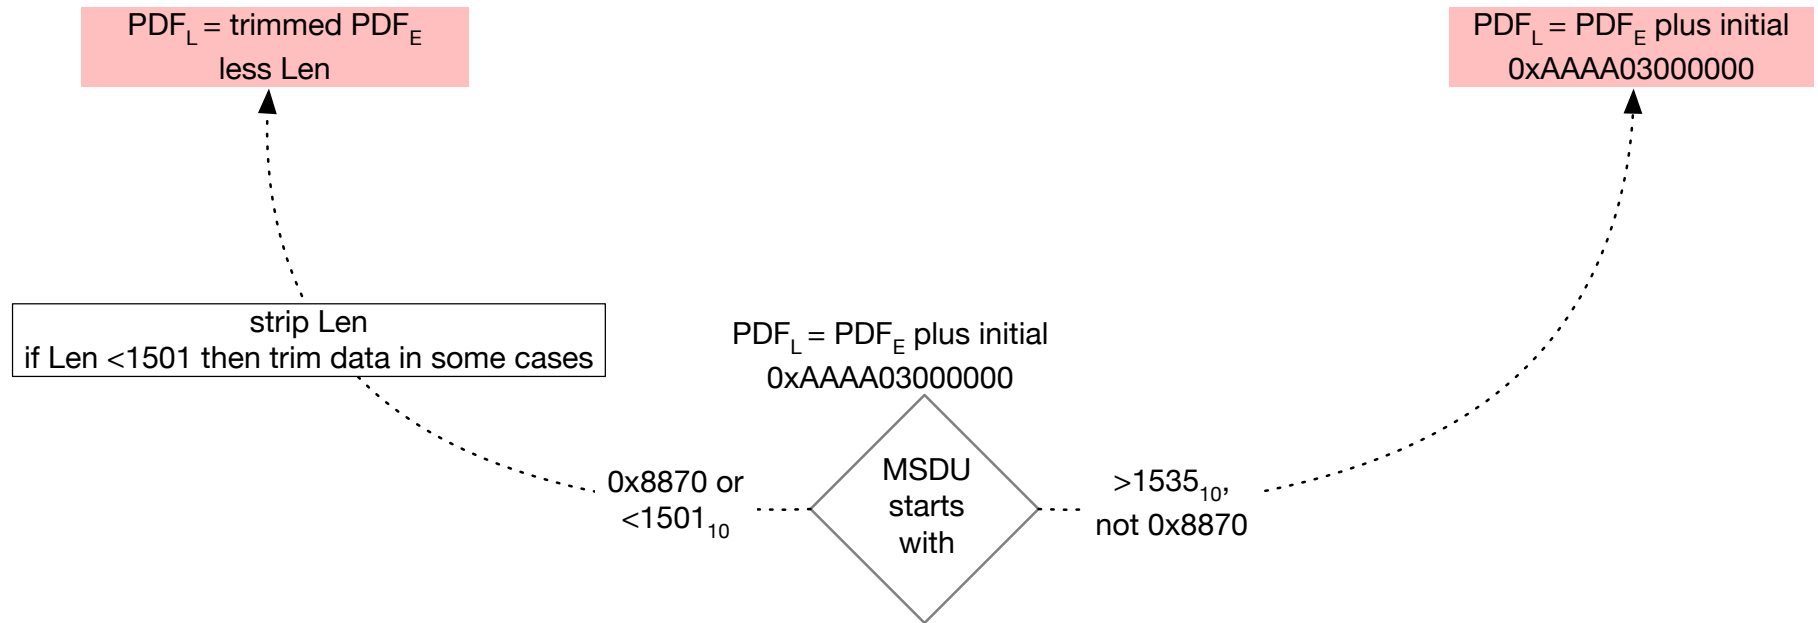 PDF_L = trimmed PDF_E
less Len
PDF_L = PDF_E plus initial
0xAAAA03000000
strip Len
if Len <1501 then trim data in some cases
PDF_L = PDF_E plus initial
0xAAAA03000000
0x8870 or
<1501_10
MSDU
starts
with
>1535_10,
not 0x8870